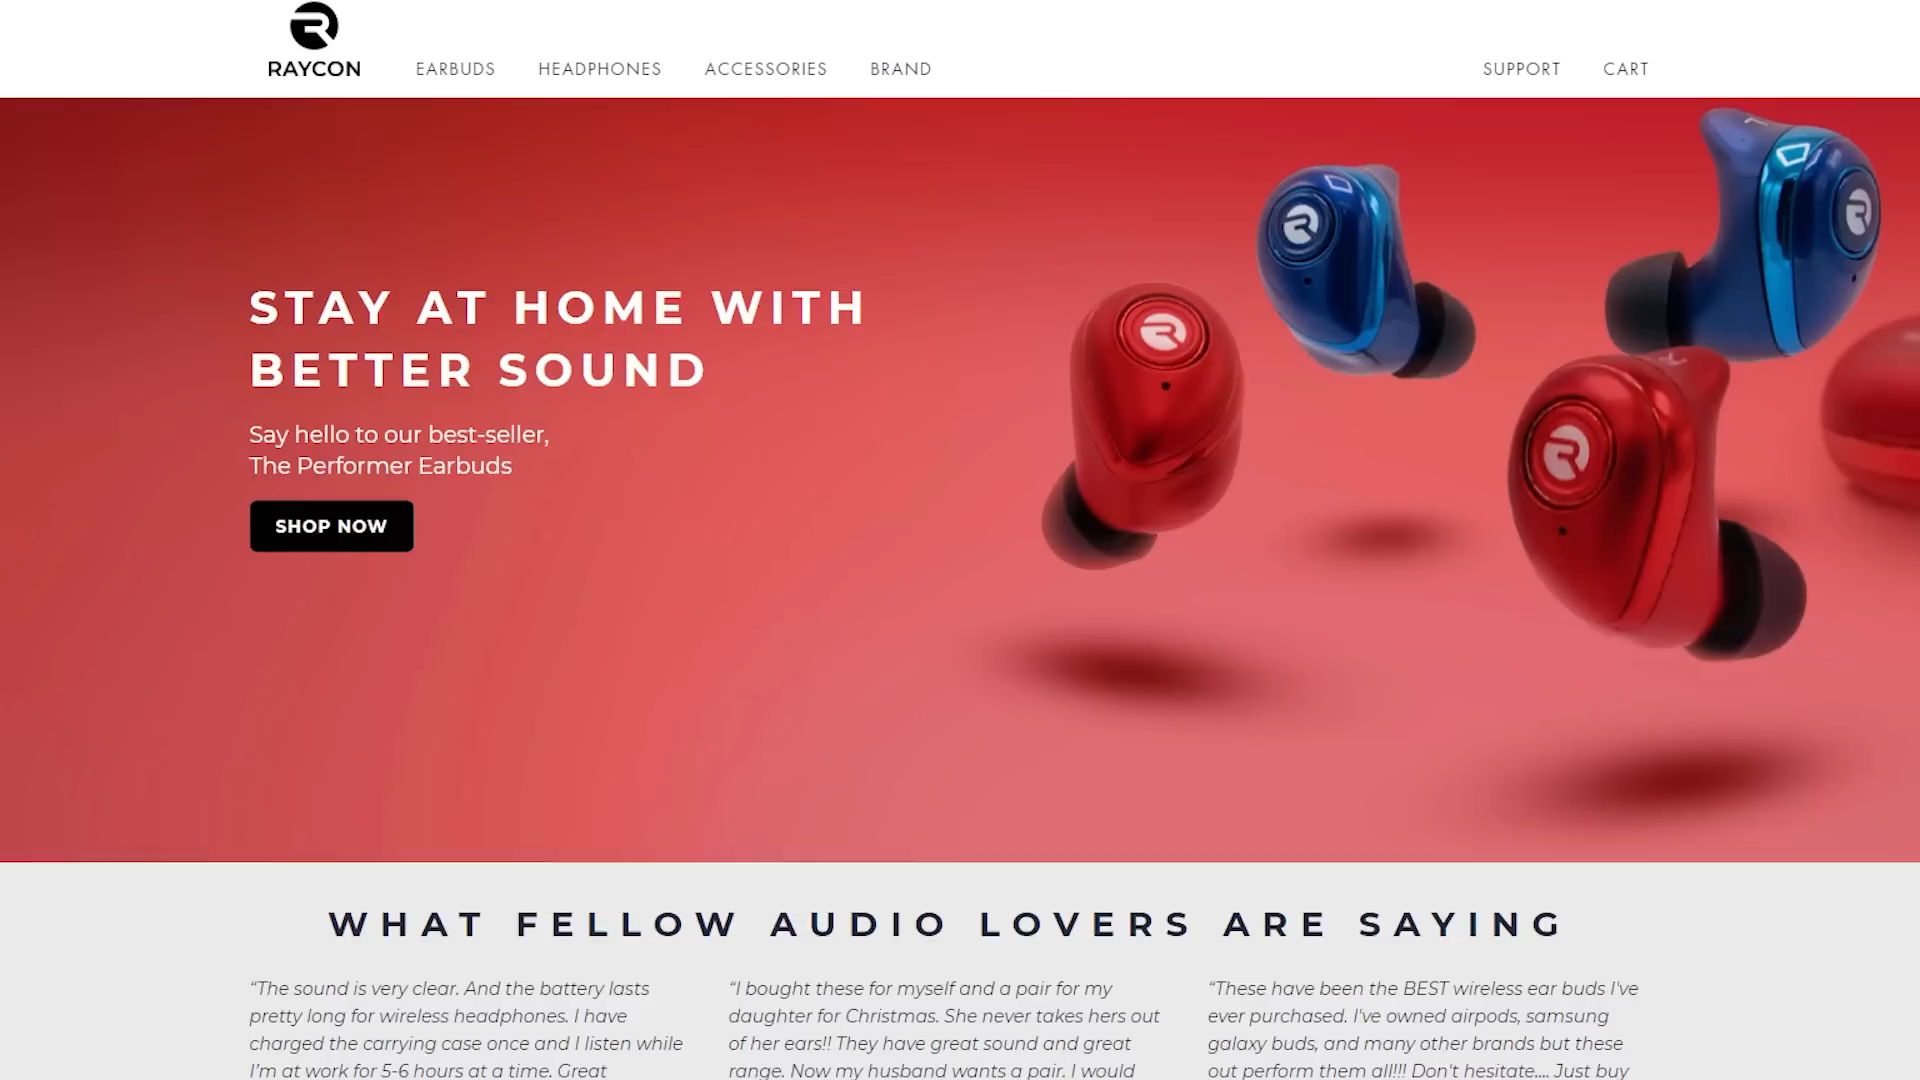 RAYCON
EARBUDS
HEADPHONES
ACCESSORIES
BRAND
SUPPORT
CART
STAY AT HOME WITH
BETTER SOUND
Say hello to our best-seller,
The Performer Earbuds
SHOP NOW
WHAT FELLOW AUDIO LOVERS ARE SAYING
“The sound is very clear. And the battery lasts
pretty long for wireless headphones. I have
charged the carrying case once and I listen while
I'm at work for 5-6 hours at a time. Great
“I bought these for myself and a pair for my
daughter for Christmas. She never takes hers out
of her ears!! They have great sound and great
range. Now my husband wants a pair. I would
“These have been the BEST wireless ear buds I've
ever purchased. I've owned airpods, samsung
galaxy buds, and many other brands but these
out perform them all!!! Don't hesitate.... Just buy